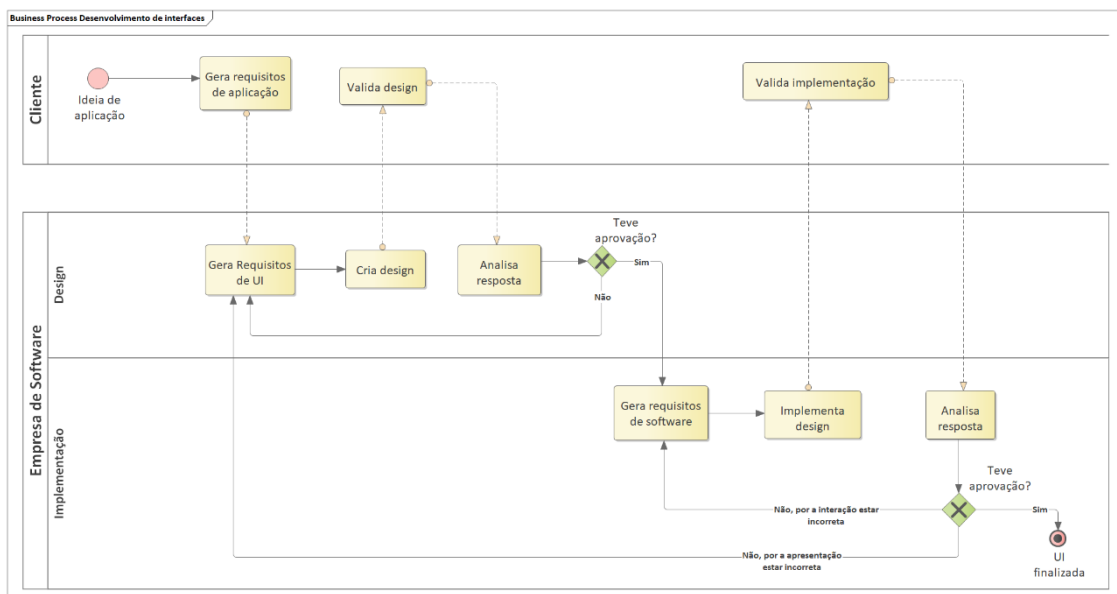 Business Process Desenvolvimento de interfaces
Cliente
Ideia de
aplicação
Gera requisitos
de aplicação
Valida design
Valida implementação
Empresa de Software
Design
Gera Requisitos
de UI
Cria design
Analisa
resposta
Teve
aprovação?
Sim
Não
Implementação
Gera requisitos
de software
Implementa
design
Analisa
resposta
Teve
aprovação?
Não, por a interação estar
incorreta
Sim
Não, por a apresentação
estar incorreta
UI
finalizada